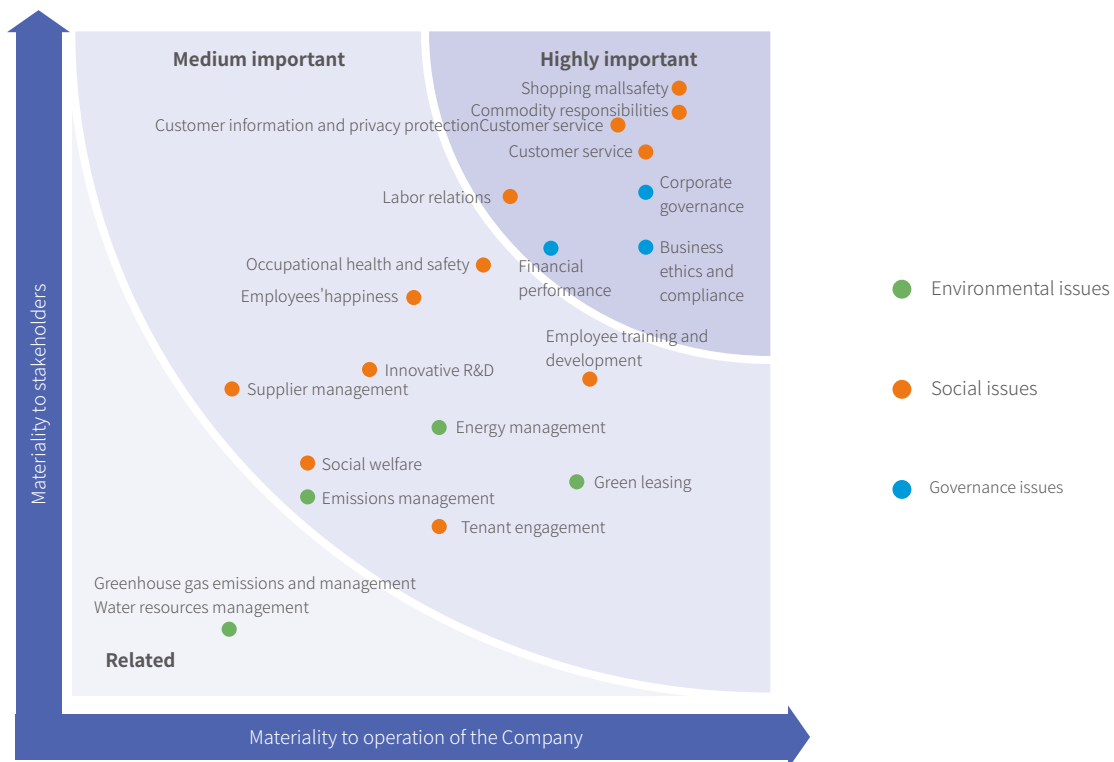 Medium important
Highly important
Shopping mallsafety
Commodity responsibilities
Customer information and privacy protectionCustomer service
Customer service
Corporate
governance
Labor relations
Business
ethics and
compliance
Financial
performance
Occupational health and safety
Employees'happiness
Employee training and
development
Innovative R&D
Supplier management
Energy management
Social welfare
Green leasing
Emissions management
Tenant engagement
Greenhouse gas emissions and management
Water resources management
Related
Materiality to stakeholders
Materiality to operation of the Company
Environmental issues
Social issues
Governance issues